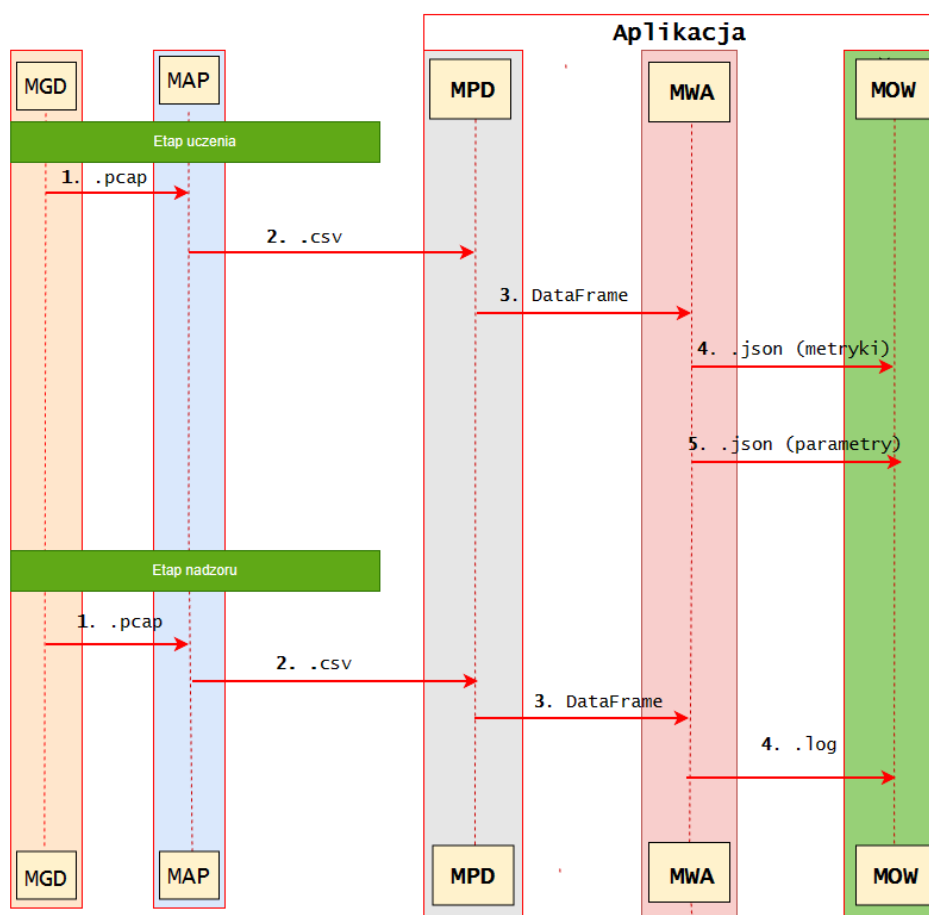 Aplikacja
MGD
MAP
MPD
MWA
MOW
Etap uczenia
1. .pcap
2. .csv
3. DataFrame
4. .json (metryki)
5. .json (parametry)
Etap nadzoru
1. .pcap
2. .csv
3. DataFrame
4. .log
MGD
MAP
MPD
MWA
MOW